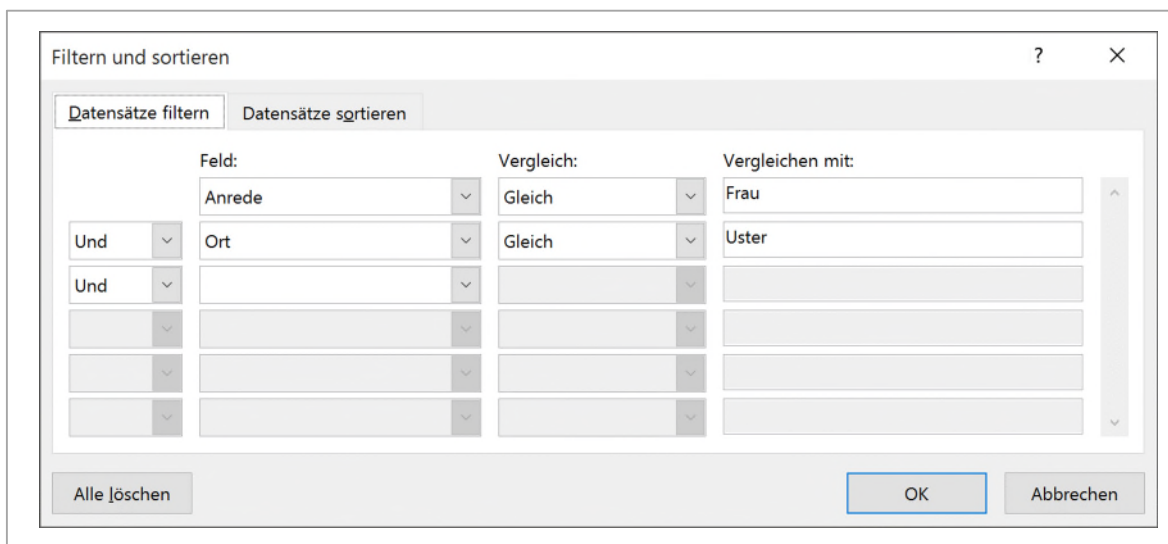 Filtern und sortieren ? ×
Datensätze filtern Datensätze sortieren
Feld: Vergleich: Vergleichen mit:
Anrede Gleich Frau
Und Ort Gleich Uster
Und
Alle löschen OK Abbrechen